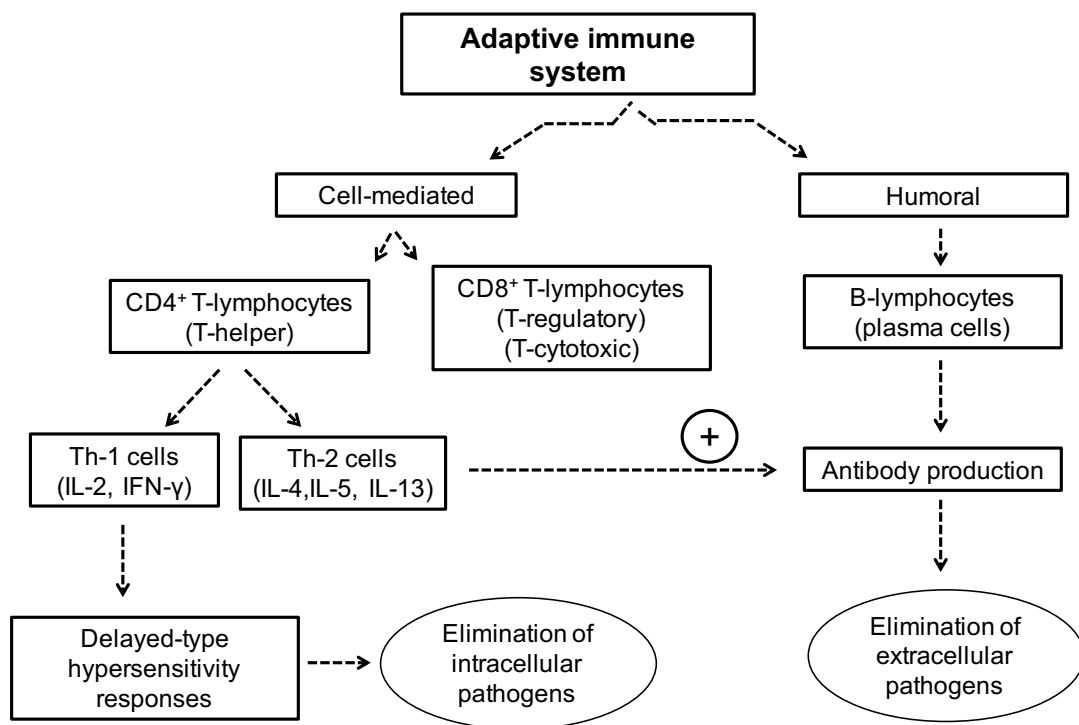 Adaptive immune
system
Cell-mediated
Humoral
CD4⁺ T-lymphocytes
(T-helper)
CD8⁺ T-lymphocytes
(T-regulatory)
(T-cytotoxic)
B-lymphocytes
(plasma cells)
Th-1 cells
(IL-2, IFN-γ)
Th-2 cells
(IL-4,IL-5, IL-13)
+
Antibody production
Delayed-type
hypersensitivity
responses
Elimination of
intracellular
pathogens
Elimination of
extracellular
pathogens